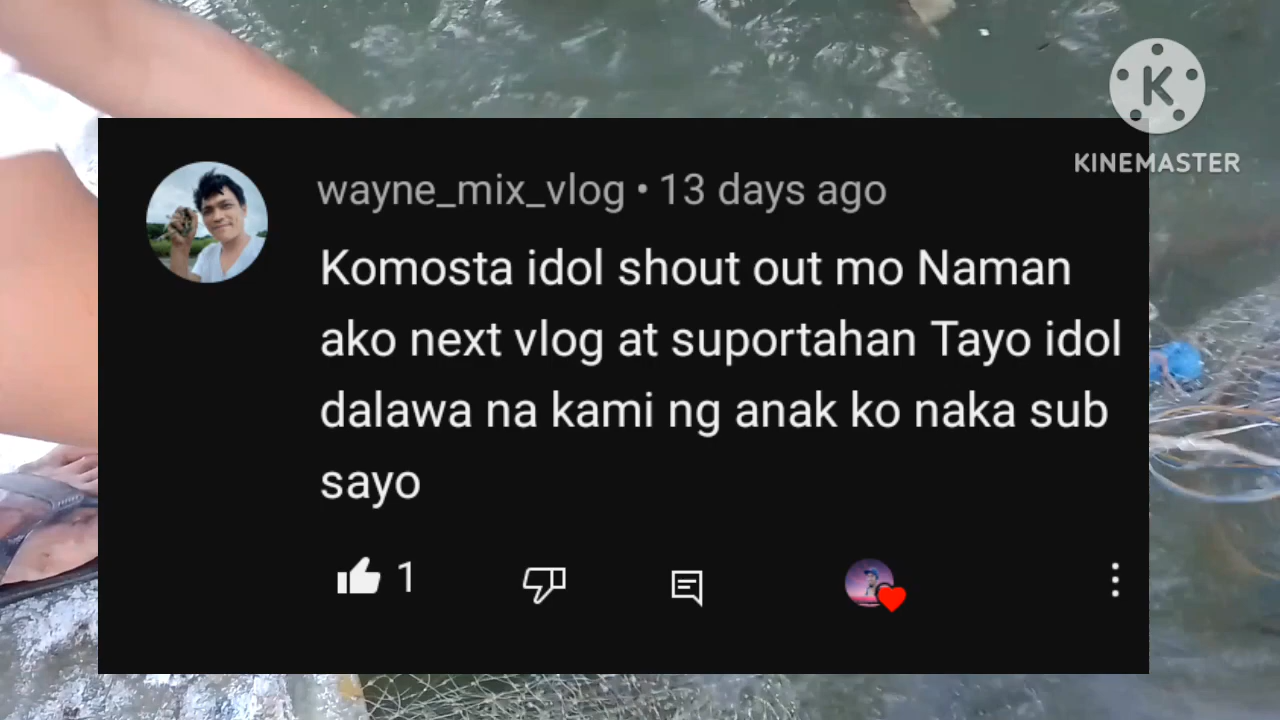 K
KINEMASTER
wayne_mix_vlog • 13 days ago
Komosta idol shout out mo Naman
ako next vlog at suportahan Tayo idol
dalawa na kami ng anak ko naka sub
sayo
1